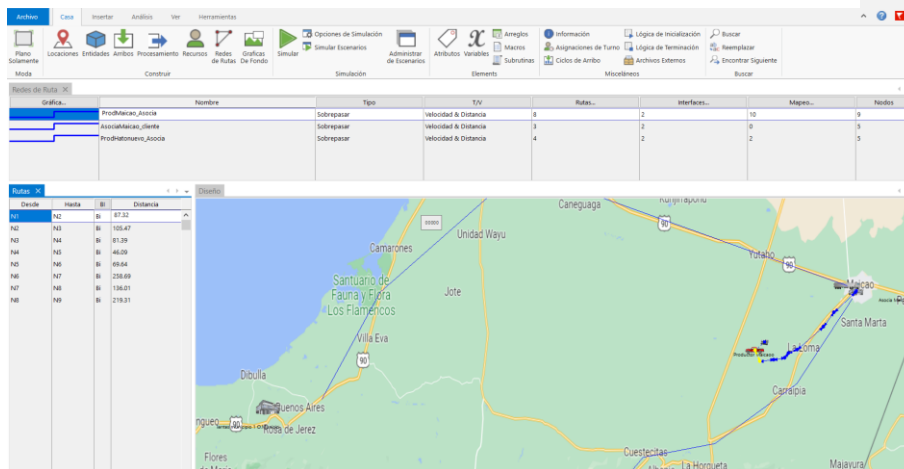 Archivo Casa Insertar Análisis Ver Herramientas
Plano Solamente
Locaciones Entidades Arribos Procesamiento Recursos Redes de Rutas Graficas De Fondo
Simular
Opciones de Simulación
Simular Escenarios
Administrar de Escenarios
Atributos Variables
Arreglos
Macros
Subrutinas
Información
Asignaciones de Turno
Ciclos de Arribo
Lógica de Inicialización
Lógica de Terminación
Archivos Externos
Buscar
Reemplazar
Encontrar Siguiente
Moda Construir Simulación Elements Misceláneos Buscar
Redes de Ruta
Gráfica... Nombre Tipo T/V Rutas... Interfaces... Mapeo... Nodos
ProdMaicao_Asocia Sobrepasar Velocidad & Distancia 8 2 10 9
AsociaMaicao_cliente Sobrepasar Velocidad & Distancia 3 2 0 5
ProdHatonuevo_Asocia Sobrepasar Velocidad & Distancia 4 2 2 5
Rutas
Diseño
Desde Hasta BI Distancia
N1 N2 Bi 87.32
N2 N3 Bi 105.47
N3 N4 Bi 81.39
N4 N5 Bi 46.09
N5 N6 Bi 69.64
N6 N7 Bi 258.69
N7 N8 Bi 136.01
N8 N9 Bi 219.31
Caneguaga
90
Unidad Wayu
Camarones
Yutaho
90
Santuario de
Fauna y Flora
Los Flamencos
Jote
Maicao
Santa Marta
Villa Eva
90
La Loma
Dibulla
Carraipia
Buenos Aires
90
Rosa de Jerez
Cuestecitas
Flores
La Horqueta
Majayura